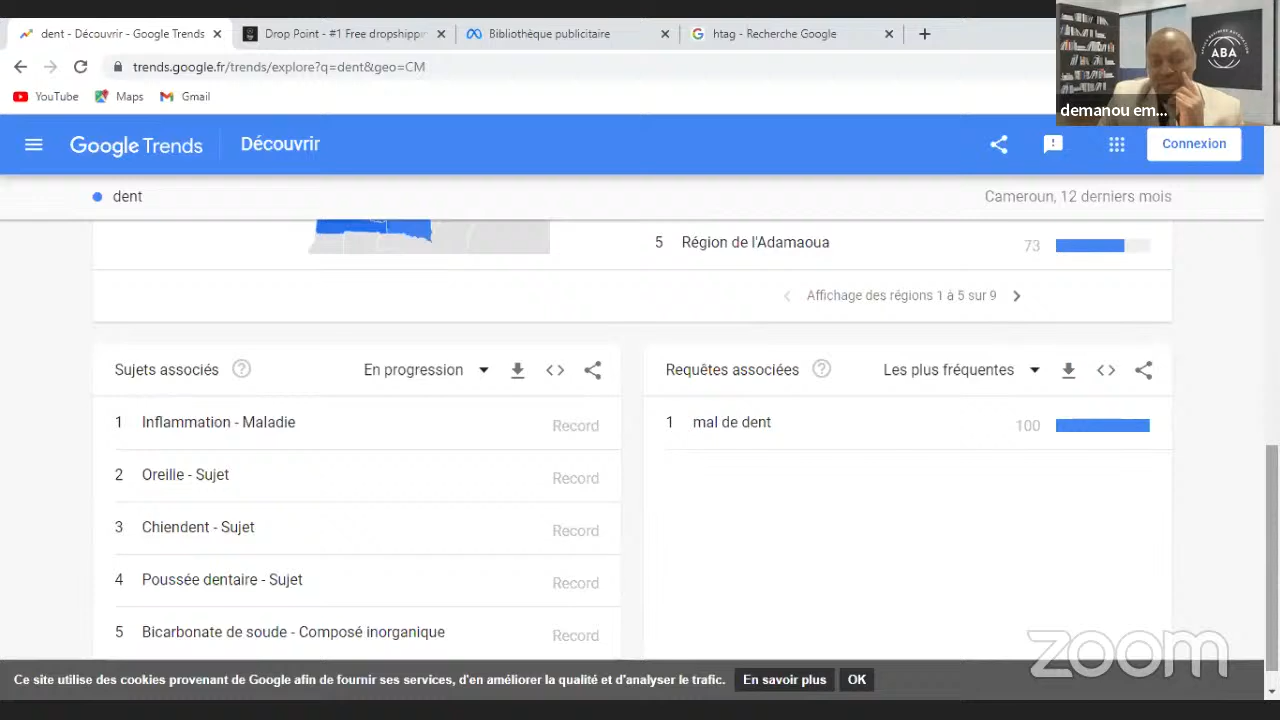 dent - Découvrir - Google Trends
Drop Point - #1 Free dropshippin
Bibliothèque publicitaire
htag - Recherche Google
trends.google.fr/trends/explore?q=dent&geo=CM
YouTube
Maps
Gmail
ABA
demanou em...
Google Trends
Découvrir
Connexion
dent
Cameroun, 12 derniers mois
5 Région de l'Adamaoua 73
Affichage des régions 1 à 5 sur 9
Sujets associés
En progression
1 Inflammation - Maladie Record
2 Oreille - Sujet Record
3 Chiendent - Sujet Record
4 Poussée dentaire - Sujet Record
5 Bicarbonate de soude - Composé inorganique Record
Requêtes associées
Les plus fréquentes
1 mal de dent 100
zoom
Ce site utilise des cookies provenant de Google afin de fournir ses services, d'en améliorer la qualité et d'analyser le trafic.
En savoir plus
OK